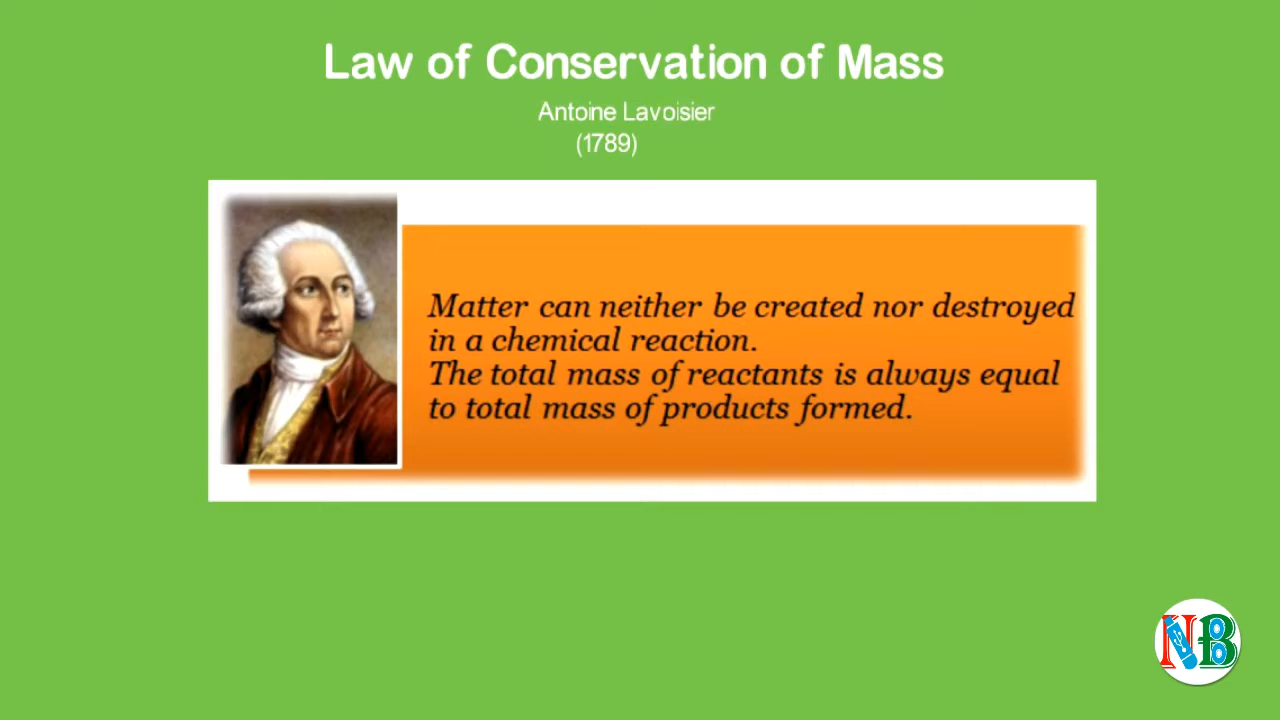 Law of Conservation of Mass
Antoine Lavoisier
(1789)
Matter can neither be created nor destroyed
in a chemical reaction.
The total mass of reactants is always equal
to total mass of products formed.
NB